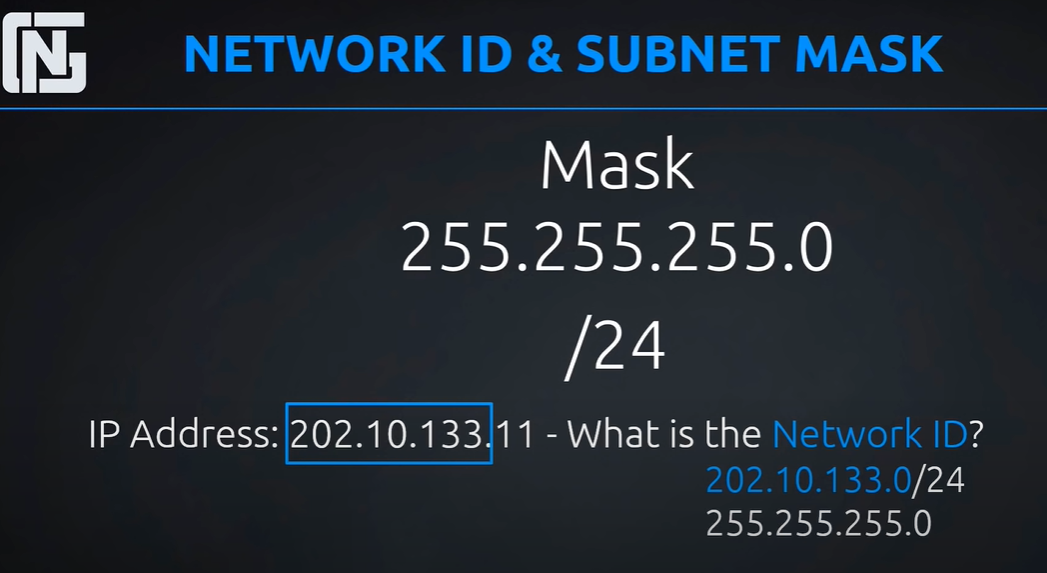 NG
NETWORK ID & SUBNET MASK
Mask
255.255.255.0
/24
IP Address: 202.10.133.11 - What is the Network ID?
202.10.133.0/24
255.255.255.0